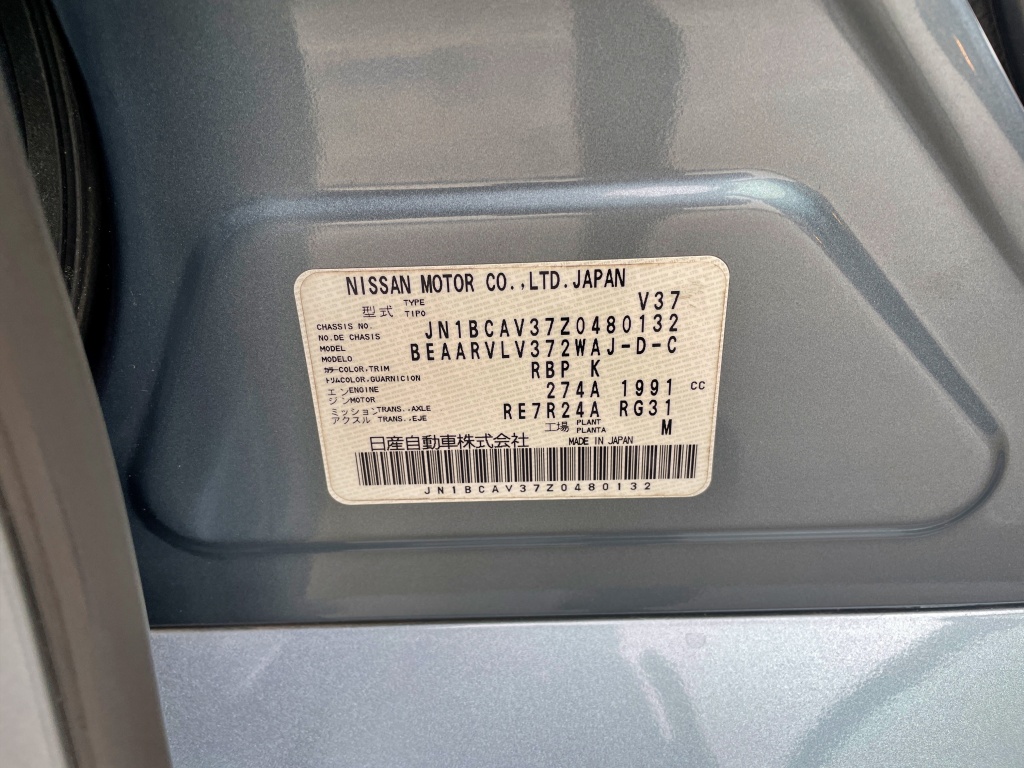 NISSAN MOTOR CO.,LTD.JAPAN
型式 TYPE TIPO V37
CHASSIS NO. NO.DE CHASIS JN1BCAV37Z0480132
MODEL MODELO BEAARVLV372WAJ-D-C
カラー COLOR,TRIM トリム COLOR,GUARNICION RBP K
エンジン ENGINE MOTOR 274A 1991 CC
ミッション アクスル TRANS.,AXLE TRANS.,EJE RE7R24A RG31
工場 PLANT PLANTA M
日産自動車株式会社 MADE IN JAPAN
JN1BCAV37Z0480132